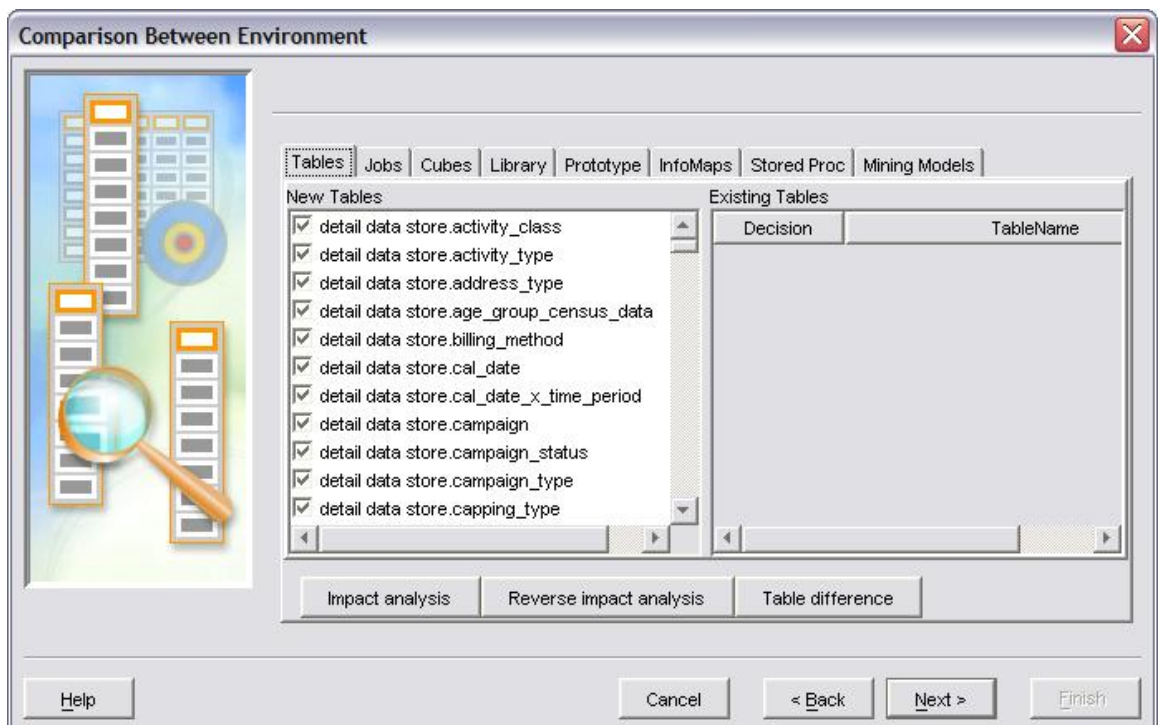 Comparison Between Environment
Tables Jobs Cubes Library Prototype InfoMaps Stored Proc Mining Models
New Tables Existing Tables
Decision TableName
detail data store.activity_class
detail data store.activity_type
detail data store.address_type
detail data store.age_group_census_data
detail data store.billing_method
detail data store.cal_date
detail data store.cal_date_x_time_period
detail data store.campaign
detail data store.campaign_status
detail data store.campaign_type
detail data store.capping_type
Impact analysis Reverse impact analysis Table difference
Help Cancel < Back Next > Finish